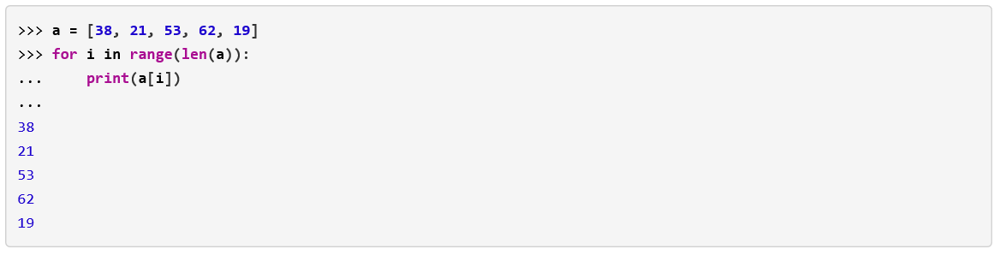 >>> a = [38, 21, 53, 62, 19]
>>> for i in range(len(a)):
...     print(a[i])
...
38
21
53
62
19